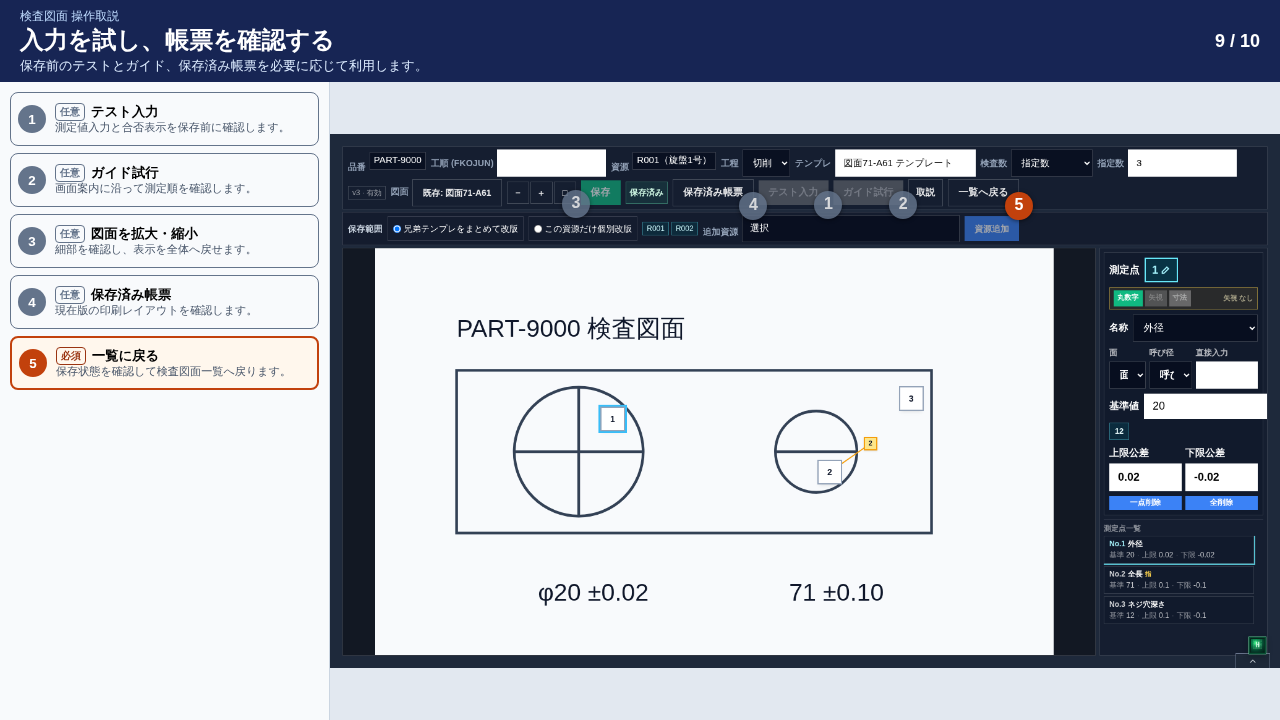 検査図面 操作取説
入力を試し、帳票を確認する
保存前のテストとガイド、保存済み帳票を必要に応じて利用します。
9 / 10
1 任意 テスト入力
測定値入力と合否表示を保存前に確認します。
2 任意 ガイド試行
画面案内に沿って測定順を確認します。
3 任意 図面を拡大・縮小
細部を確認し、表示を全体へ戻せます。
4 任意 保存済み帳票
現在版の印刷レイアウトを確認します。
5 必須 一覧に戻る
保存状態を確認して検査図面一覧へ戻ります。
品番 PART-9000 工順 (FKOJUN) 資源 R001（旋盤1号） 工程 切削 テンプレ 図面71-A61 テンプレート 検査数 指定数 指定数 3
v3 · 有効 図面 既存: 図面71-A61 − + 保存 保存済み 保存済み帳票 テスト入力 ガイド試行 取説 一覧へ戻る
3 4 1 2 5
保存範囲 兄弟テンプレをまとめて改版 この資源だけ個別改版 R001 R002 追加資源 選択 資源追加
PART-9000 検査図面
1
2
2
3
φ20 ±0.02
71 ±0.10
測定点 1
丸数字 矢視 寸法 矢視 なし
名称 外径
面 呼び径 直接入力
面 呼び
基準値 20
12
上限公差 下限公差
0.02 -0.02
一点削除 全削除
測定点一覧
No.1 外径
基準 20 · 上限 0.02 · 下限 -0.02
No.2 全長 指
基準 71 · 上限 0.1 · 下限 -0.1
No.3 ネジ穴深さ
基準 12 · 上限 0.1 · 下限 -0.1